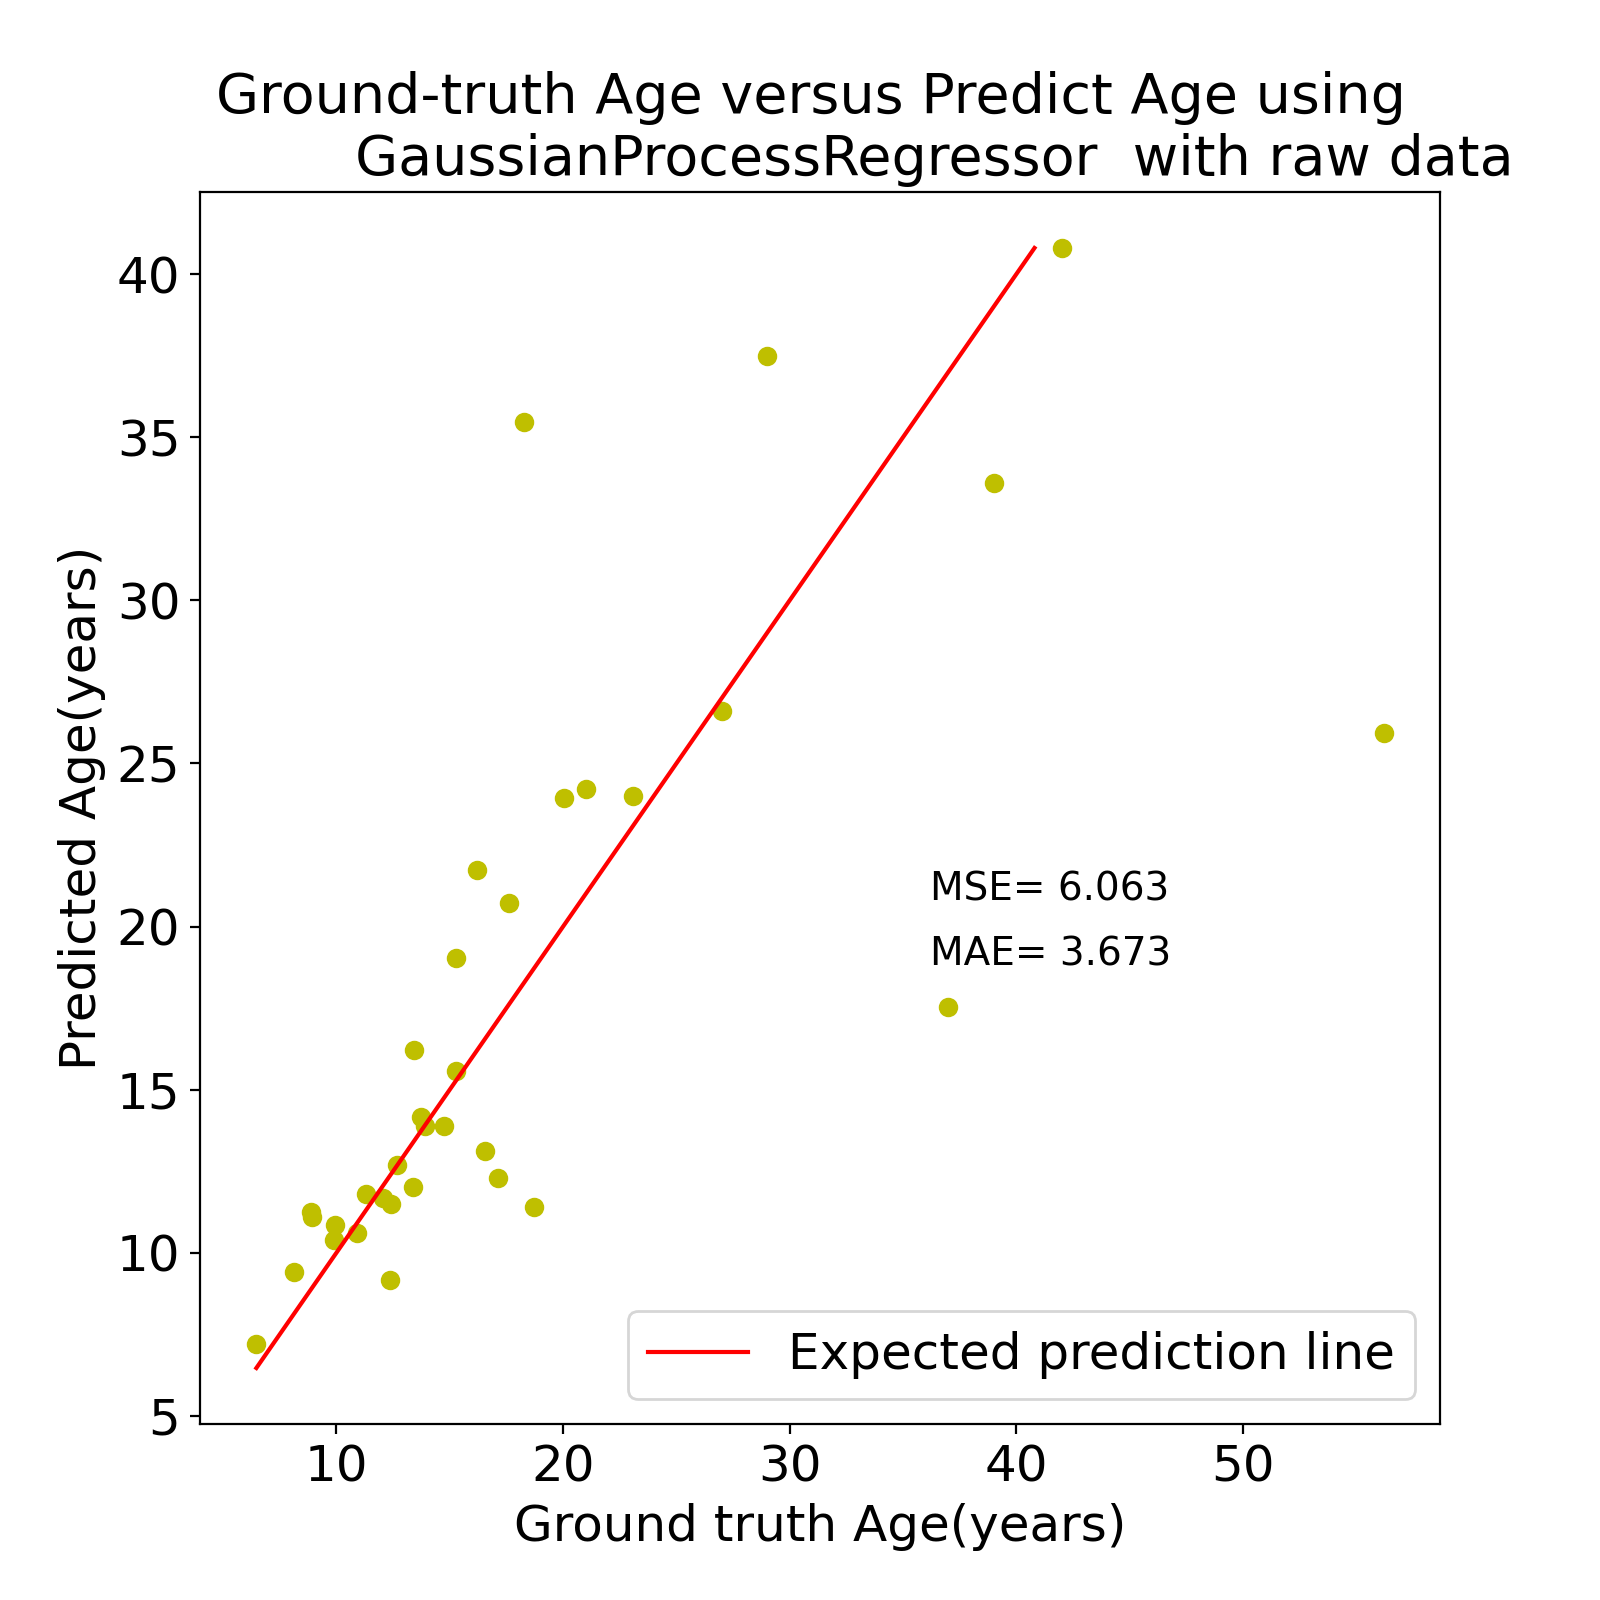 Ground-truth Age versus Predict Age using
GaussianProcessRegressor  with raw data
40
35
30
25
20
15
10
5
Predicted Age(years)
MSE= 6.063
MAE= 3.673
Expected prediction line
10 20 30 40 50
Ground truth Age(years)